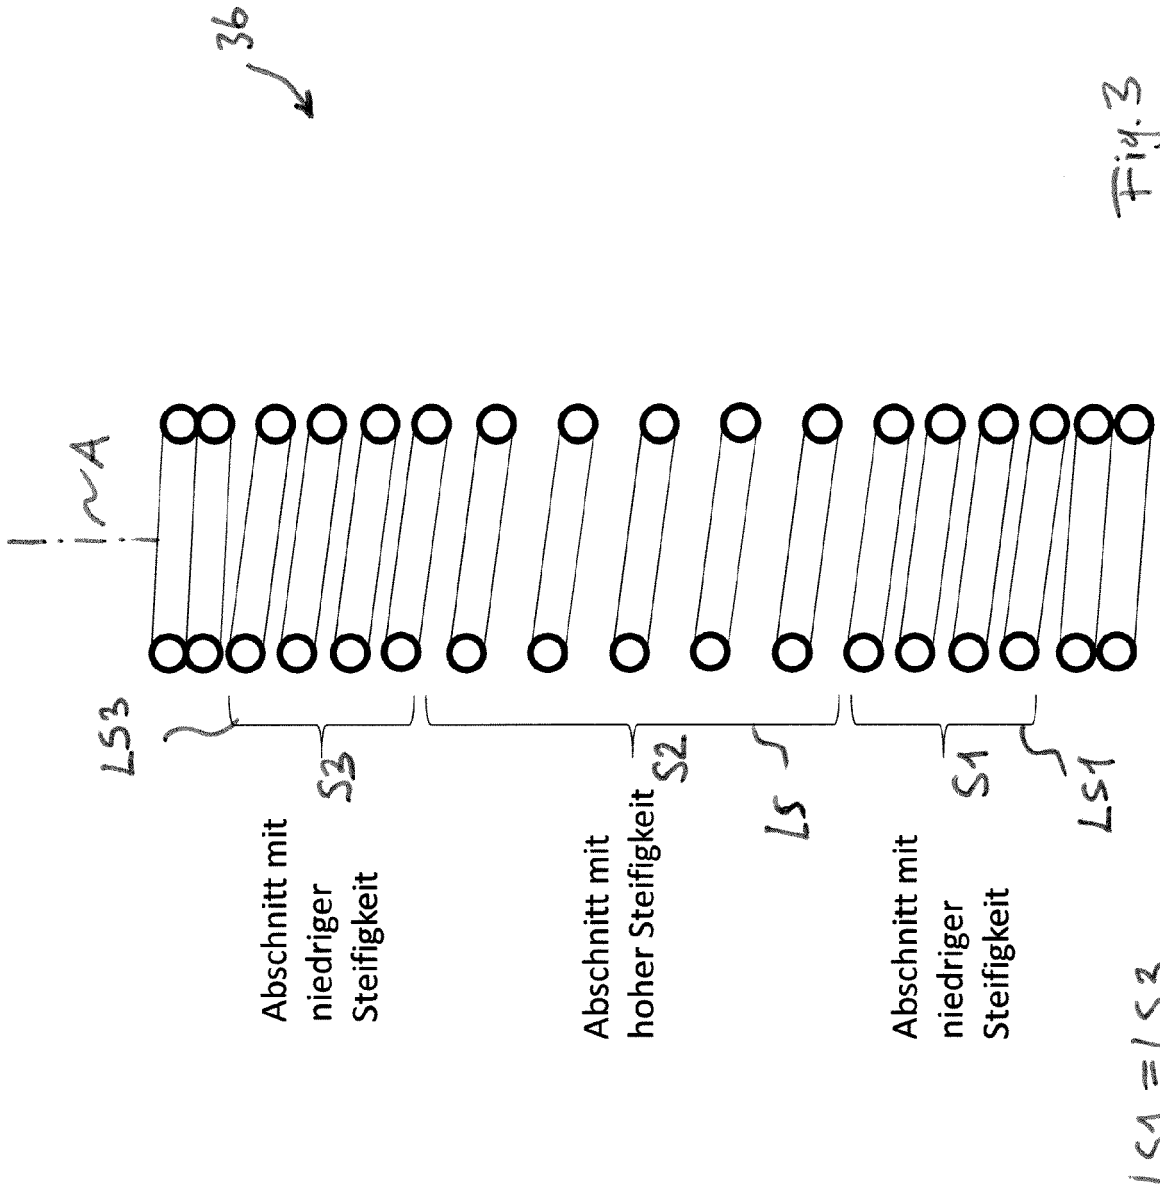 36
A
LS3
Abschnitt mit
niedriger
Steifigkeit
S3
Abschnitt mit
hoher Steifigkeit
S2
LS
Abschnitt mit
niedriger
Steifigkeit
S1
LS1
Fig. 3